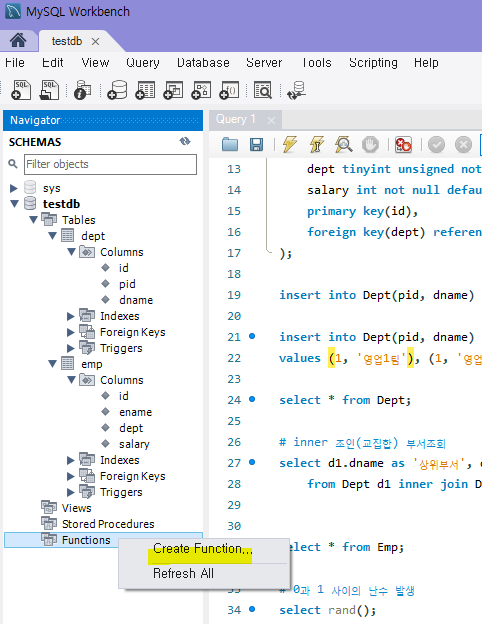 MySQL Workbench
testdb
File Edit View Query Database Server Tools Scripting Help
Navigator
SCHEMAS
Filter objects
sys
testdb
Tables
dept
Columns
id
pid
dname
Indexes
Foreign Keys
Triggers
emp
Columns
id
ename
dept
salary
Indexes
Foreign Keys
Triggers
Views
Stored Procedures
Functions
Create Function...
Refresh All
Query 1
13 dept tinyint unsigned not
14 salary int not null defau
15 primary key(id),
16 foreign key(dept) referen
17 );
18
19 insert into Dept(pid, dname)
20
21 insert into Dept(pid, dname)
22 values (1, '영업1팀'), (1, '영업
23
24 select * from Dept;
25
26 # inner 조인(교집합) 부서조회
27 select d1.dname as '상위부서',
28 from Dept d1 inner join D
29
30
select * from Emp;
# 0과 1 사이의 난수 발생
34 select rand();